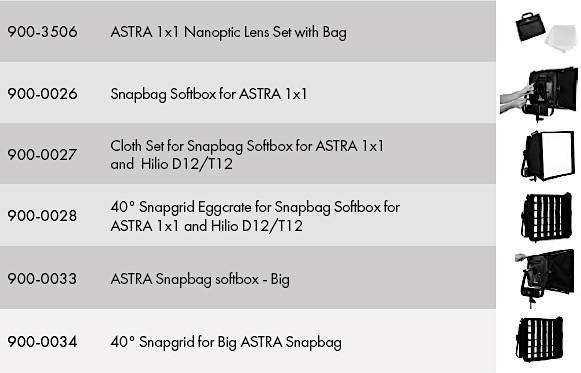 900-3506 ASTRA 1x1 Nanoptic Lens Set with Bag
900-0026 Snapbag Softbox for ASTRA 1x1
900-0027 Cloth Set for Snapbag Softbox for ASTRA 1x1
and Hilio D12/T12
900-0028 40° Snapgrid Eggcrate for Snapbag Softbox for
ASTRA 1x1 and Hilio D12/T12
900-0033 ASTRA Snapbag softbox - Big
900-0034 40° Snapgrid for Big ASTRA Snapbag